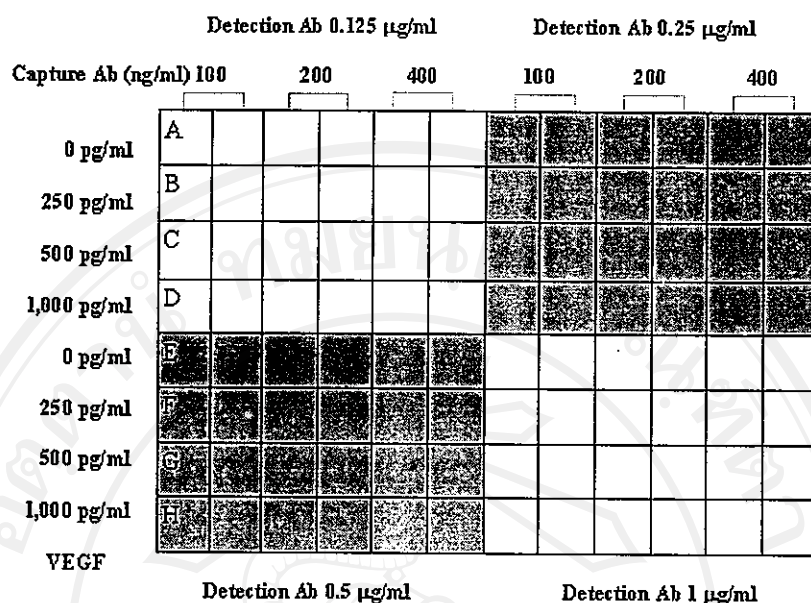 Detection Ab 0.125 µg/ml Detection Ab 0.25 µg/ml
Capture Ab (ng/ml) 100 200 400 100 200 400
0 pg/ml A
250 pg/ml B
500 pg/ml C
1,000 pg/ml D
0 pg/ml E
250 pg/ml F
500 pg/ml G
1,000 pg/ml H
VEGF
Detection Ab 0.5 µg/ml Detection Ab 1 µg/ml